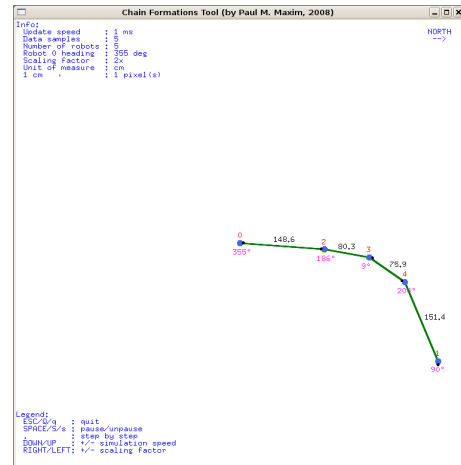 Chain Formations Tool (by Paul M. Maxim, 2008)
Info:
Update speed : 1 ms
Data samples : 5
Number of robots : 5
Robot 0 heading : 355 deg
Scaling factor : 2x
Unit of measure : cm
1 cm : 1 pixel(s)
NORTH
-->
0
148.6
2
80.3
3
355°
186°
9°
75.9
4
151.4
1
90°
Legend:
ESC/Q/q : quit
SPACE/S/s : pause/unpause
. : step by step
DOWN/UP : +/- simulation speed
RIGHT/LEFT: +/- scaling factor